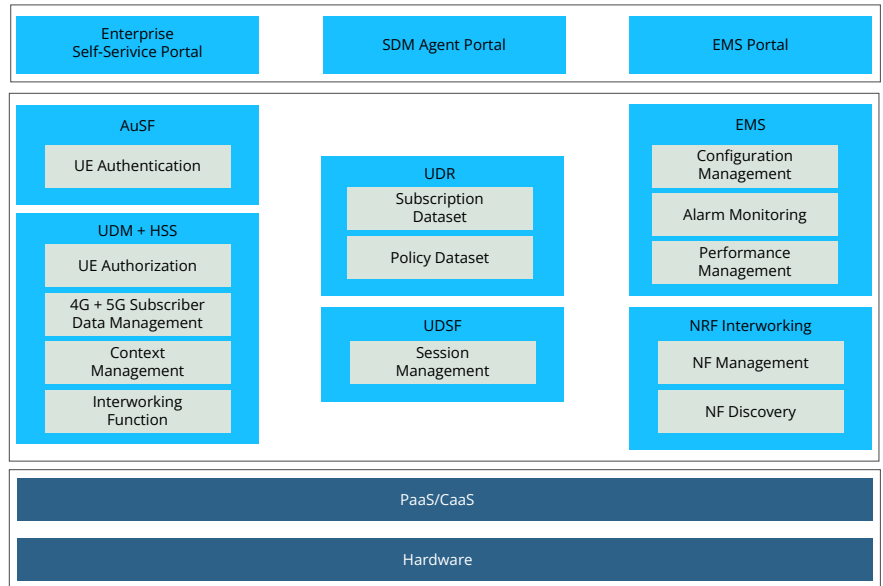 Enterprise
Self-Serivice Portal
SDM Agent Portal
EMS Portal
AuSF
UE Authentication
UDM + HSS
UE Authorization
4G + 5G Subscriber
Data Management
Context
Management
Interworking
Function
UDR
Subscription
Dataset
Policy Dataset
UDSF
Session
Management
EMS
Configuration
Management
Alarm Monitoring
Performance
Management
NRF Interworking
NF Management
NF Discovery
PaaS/CaaS
Hardware